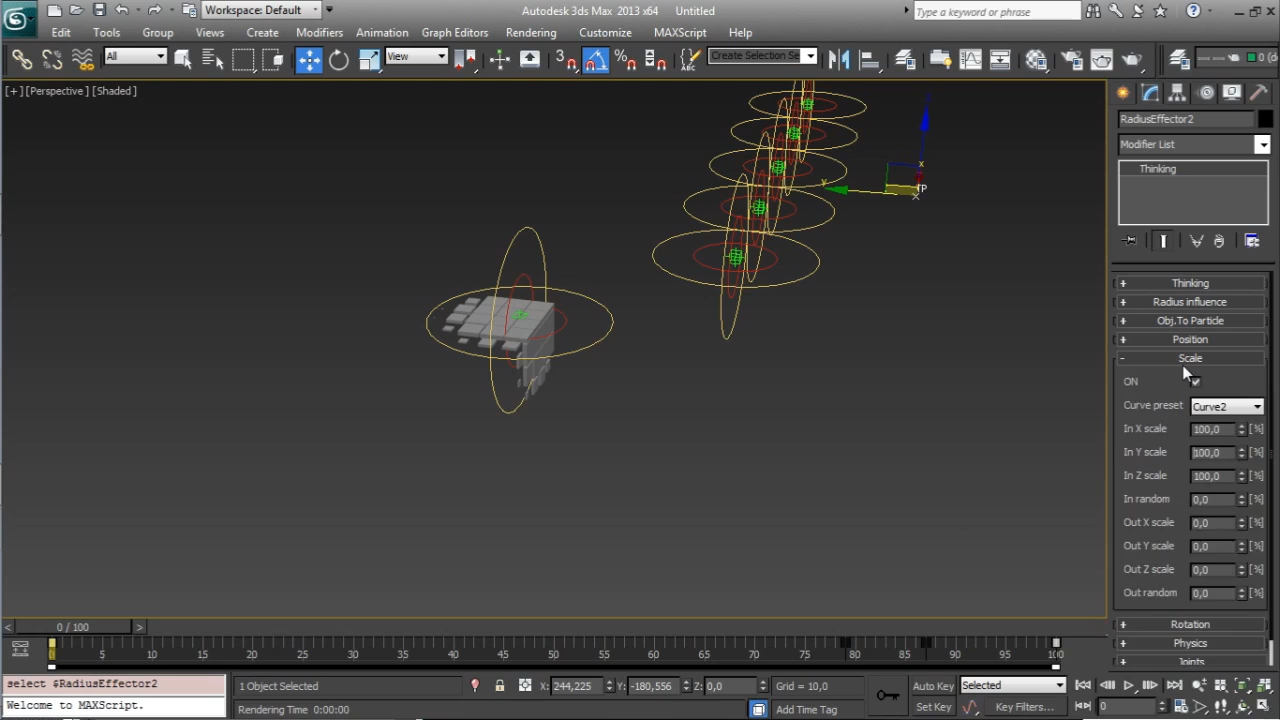 Workspace: Default
Autodesk 3ds Max 2013 x64
Untitled
Type a keyword or phrase
Edit
Tools
Group
Views
Create
Modifiers
Animation
Graph Editors
Rendering
Customize
MAXScript
Help
All
View
3
Create Selection Se
0 (d
[+] [Perspective] [Shaded]
RadiusEffector2
Modifier List
Thinking
x
y
+ Thinking
+ Radius influence
+ Obj.To Particle
+ Position
- Scale
ON
Curve preset Curve2
In X scale 100,0 [%]
In Y scale 100,0 [%]
In Z scale 100,0 [%]
In random 0,0 [%]
Out X scale 0,0 [%]
Out Y scale 0,0 [%]
Out Z scale 0,0 [%]
Out random 0,0 [%]
+ Rotation
+ Physics
+ Joints
< 0 / 100 >
5 10 15 20 25 30 35 40 45 50 55 60 65 70 75 80 85 90 95 100
select $RadiusEffector2
Welcome to MAXScript.
1 Object Selected
X: 244,225 Y: -180,556 Z: 0,0
Grid = 10,0
Auto Key
Selected
Rendering Time 0:00:00
Add Time Tag
Set Key
Key Filters...
0